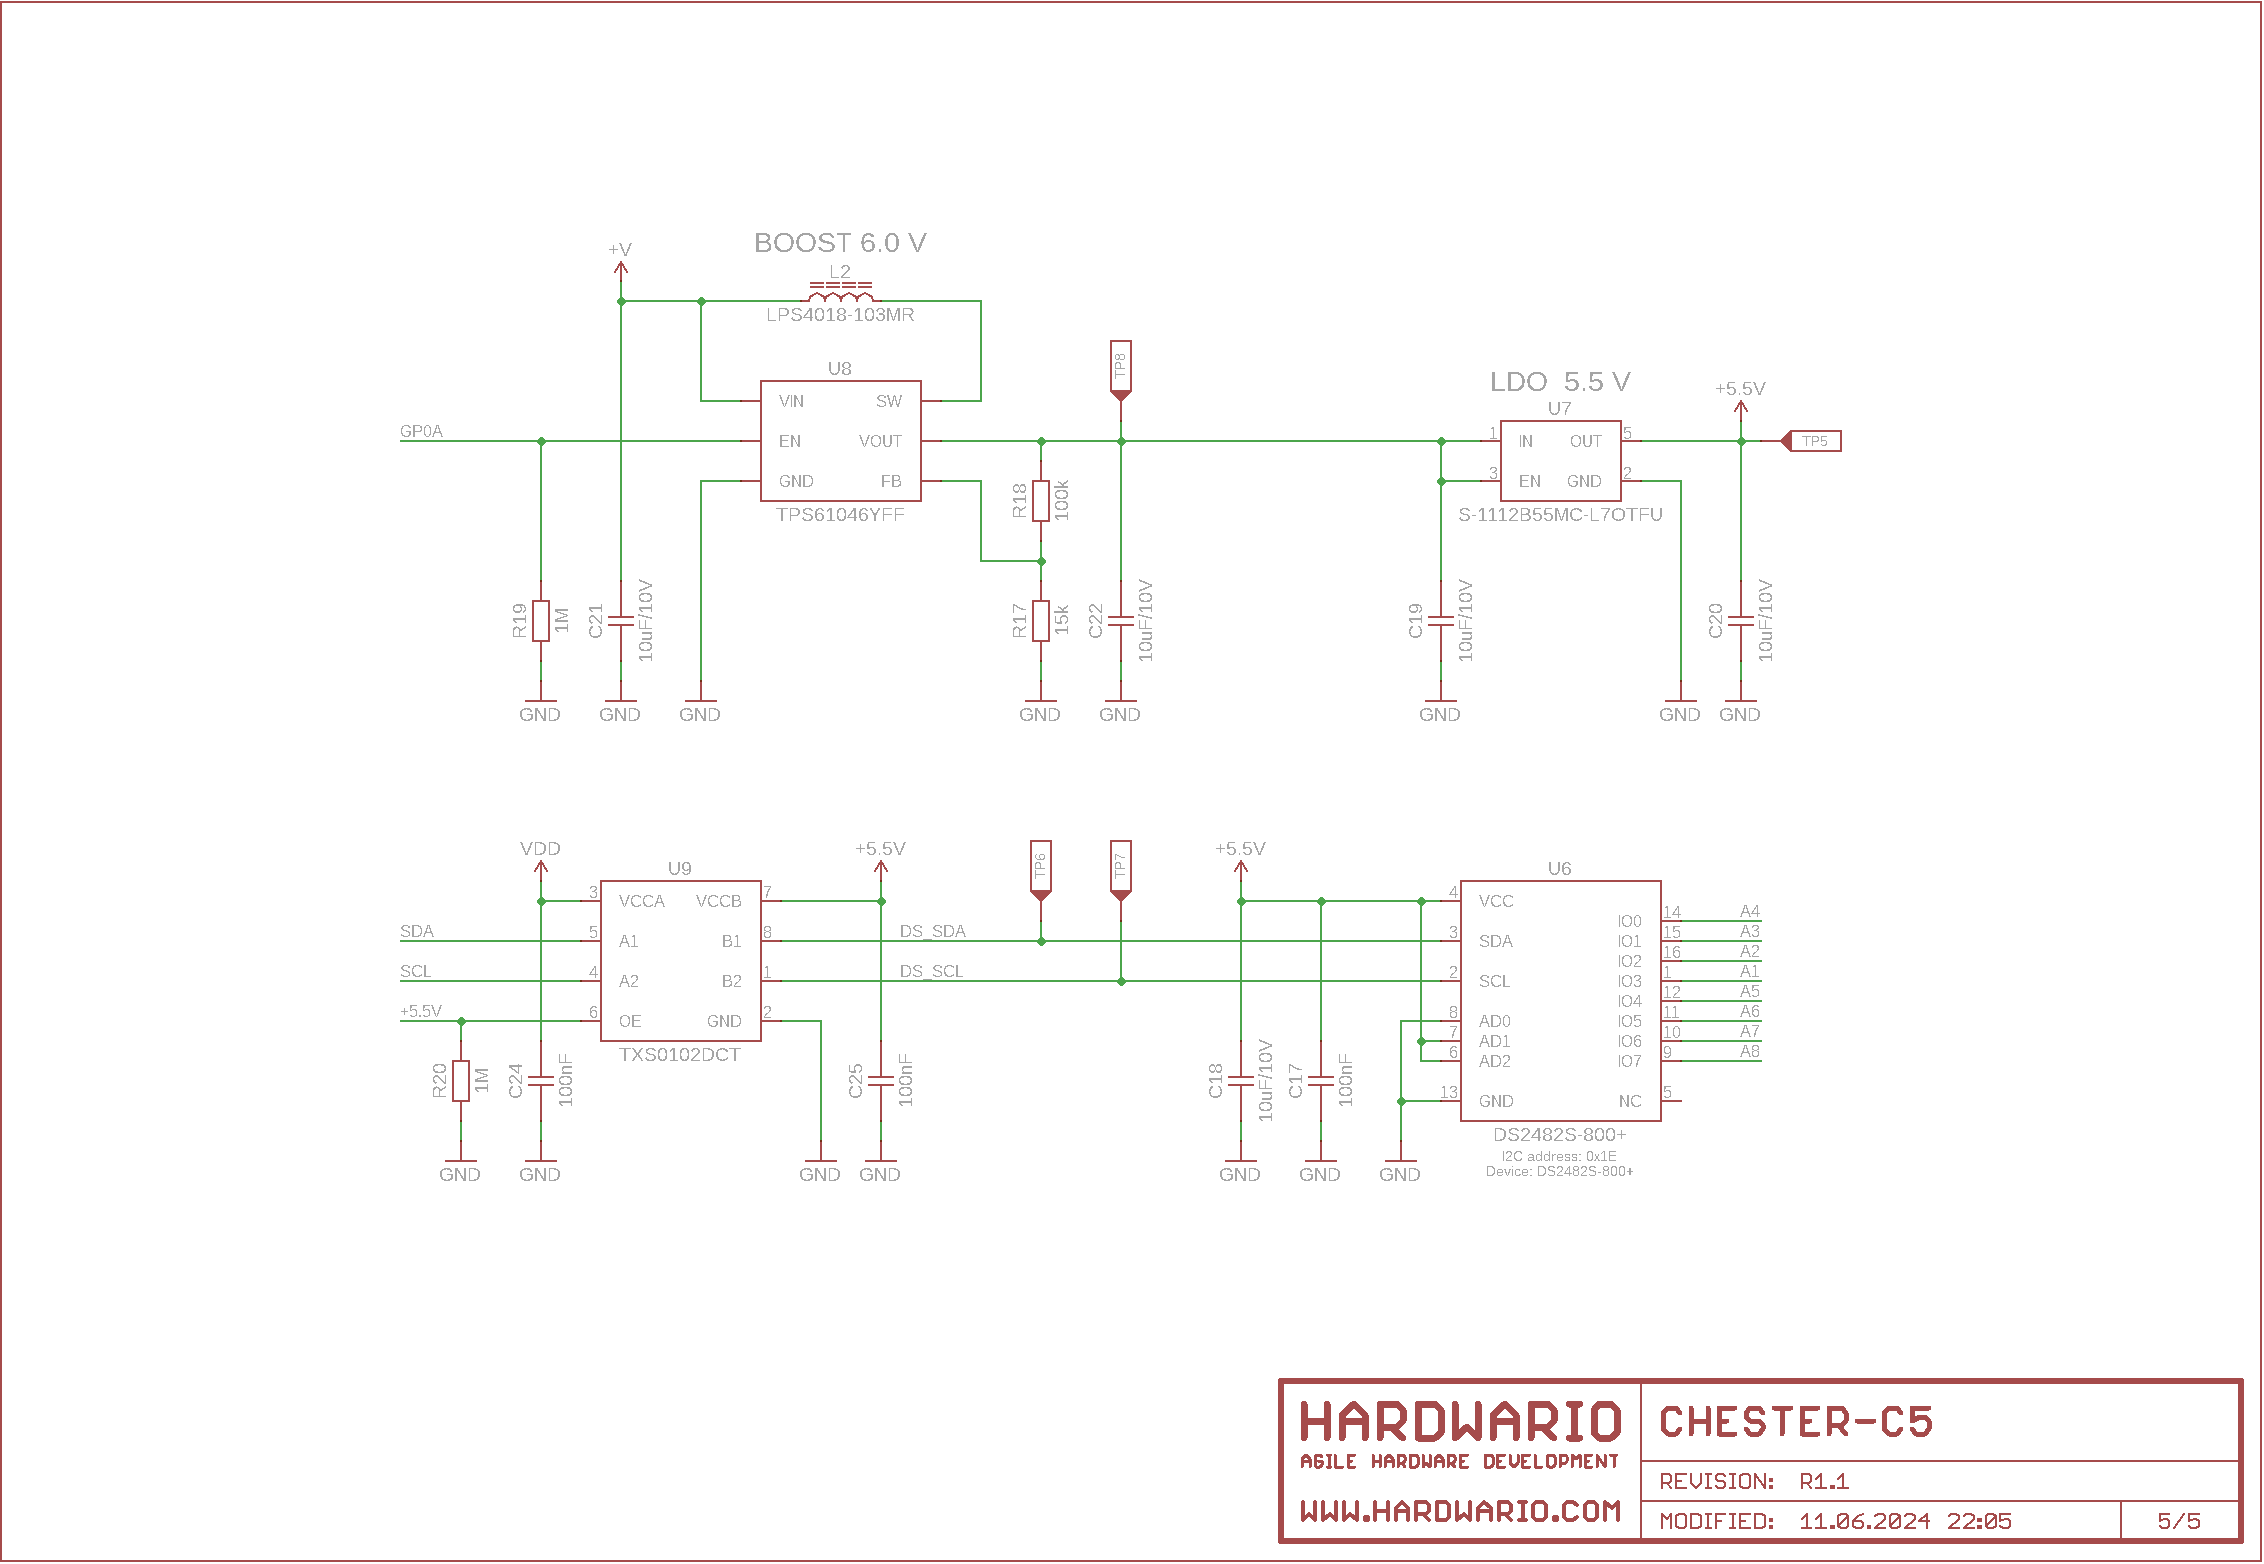 BOOST 6.0 V
+V
L2
LPS4018-103MR
U8
VIN
SW
EN
VOUT
GND
FB
TPS61046YFF
GP0A
TP8
R18
100k
R19
1M
C21
10uF/10V
R17
15k
C22
10uF/10V
GND
GND
GND
GND
GND
LDO 5.5 V
U7
+5.5V
1
IN
OUT
5
TP5
3
EN
GND
2
S-1112B55MC-L7OTFU
C19
10uF/10V
C20
10uF/10V
GND
GND
GND
VDD
U9
+5.5V
3
VCCA
VCCB
7
SDA
5
A1
B1
8
DS_SDA
SCL
4
A2
B2
1
DS_SCL
+5.5V
6
OE
GND
2
TXS0102DCT
R20
1M
C24
100nF
C25
100nF
GND
GND
GND
GND
TP6
TP7
+5.5V
U6
4
VCC
3
SDA
2
SCL
8
AD0
7
AD1
6
AD2
13
GND
IO0
14
A4
IO1
15
A3
IO2
16
A2
IO3
1
A1
IO4
12
A5
IO5
11
A6
IO6
10
A7
IO7
9
A8
NC
5
C18
10uF/10V
C17
100nF
GND
GND
GND
DS2482S-800+
I2C address: 0x1E
Device: DS2482S-800+
HARDWARIO
AGILE HARDWARE DEVELOPMENT
WWW.HARDWARIO.COM
CHESTER-C5
REVISION: R1.1
MODIFIED: 11.06.2024 22:05
5/5